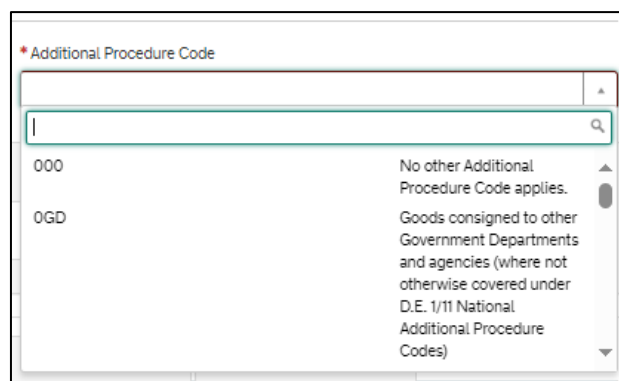 * Additional Procedure Code
000 No other Additional
Procedure Code applies.
0GD Goods consigned to other
Government Departments
and agencies (where not
otherwise covered under
D.E. 1/11 National
Additional Procedure
Codes)